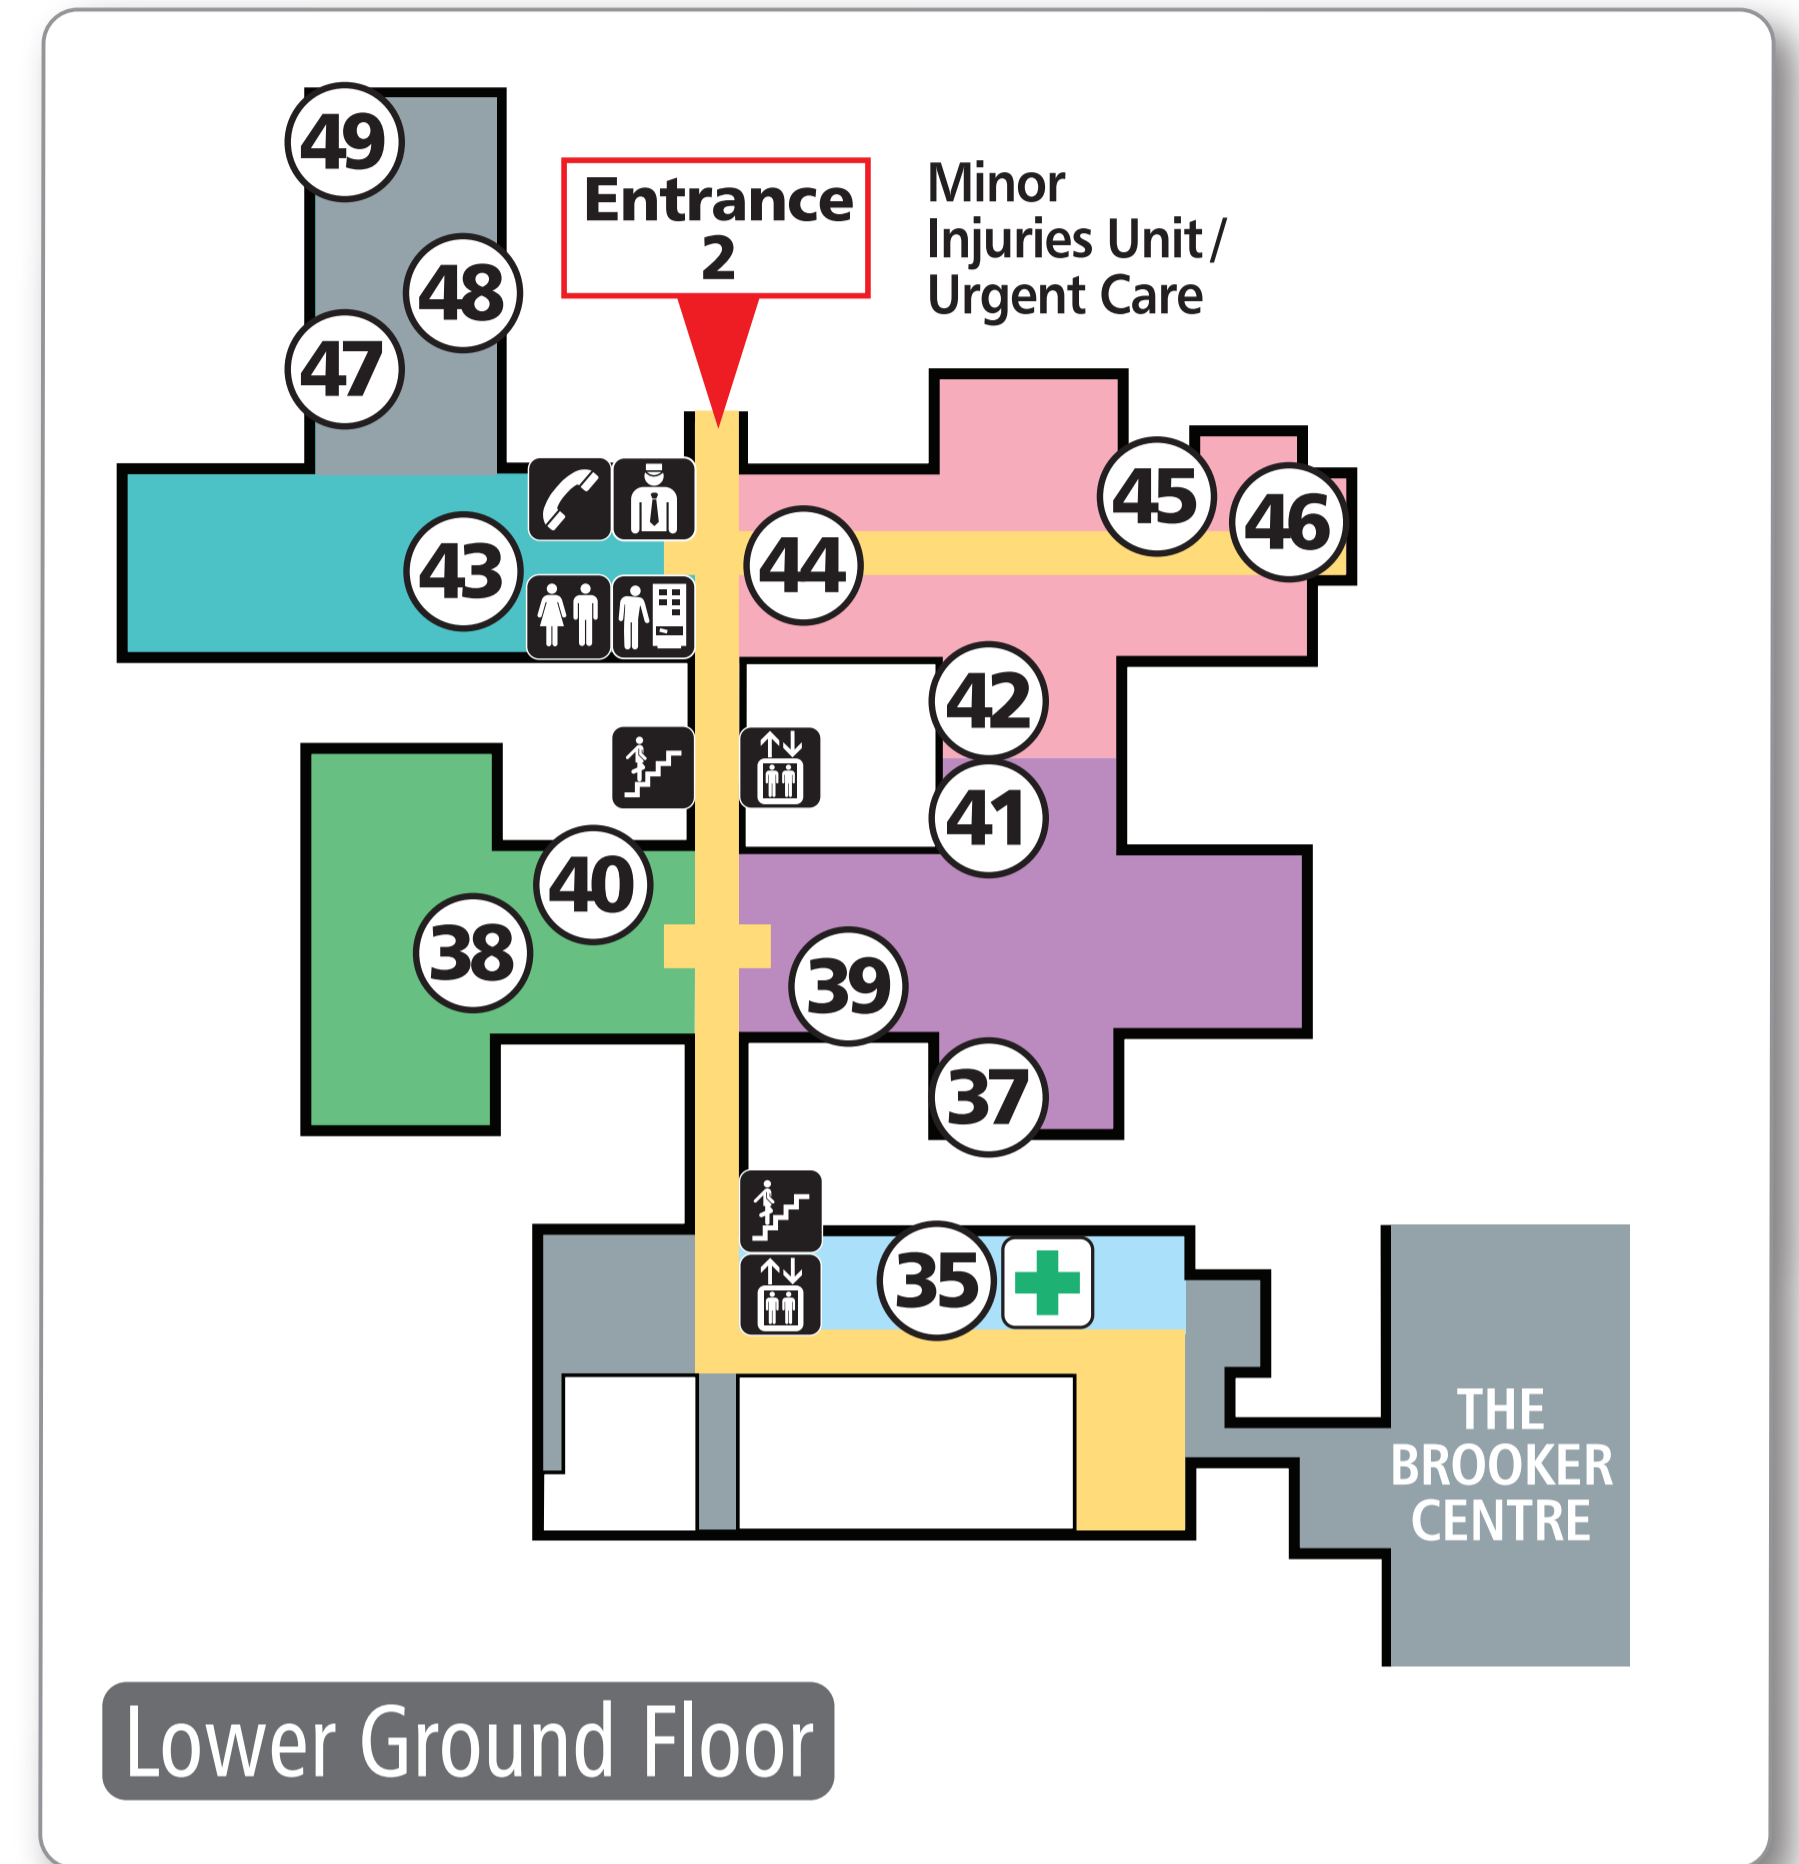 49
Entrance
2
Minor
Injuries Unit /
Urgent Care
48
47
45
46
44
43
42
41
40
38
39
37
35
THE
BROOKER
CENTRE
Lower Ground Floor